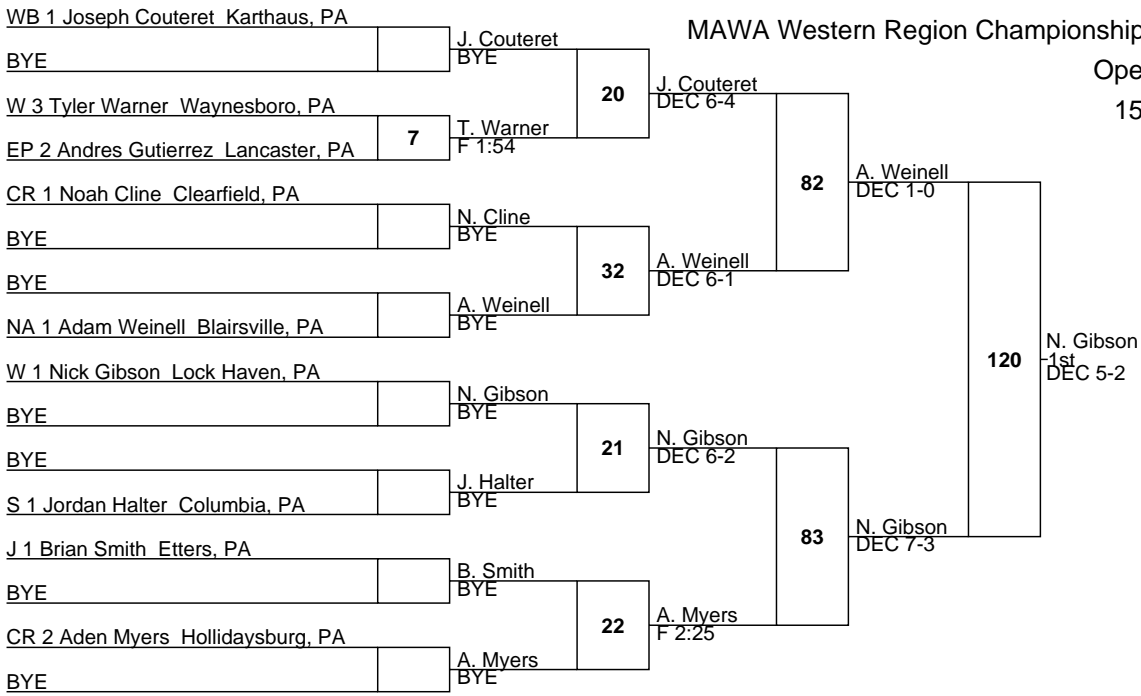 WB 1 Joseph Couteret Karthaus, PA
MAWA Western Region Championship
J. Couteret
BYE
BYE
Ope
20
J. Couteret
DEC 6-4
W 3 Tyler Warner Waynesboro, PA
15
7
T. Warner
F 1:54
EP 2 Andres Gutierrez Lancaster, PA
82
A. Weinell
DEC 1-0
CR 1 Noah Cline Clearfield, PA
N. Cline
BYE
BYE
32
A. Weinell
DEC 6-1
BYE
A. Weinell
BYE
NA 1 Adam Weinell Blairsville, PA
120
N. Gibson
1st
DEC 5-2
W 1 Nick Gibson Lock Haven, PA
N. Gibson
BYE
BYE
21
N. Gibson
DEC 6-2
BYE
J. Halter
BYE
S 1 Jordan Halter Columbia, PA
83
N. Gibson
DEC 7-3
J 1 Brian Smith Etters, PA
B. Smith
BYE
BYE
22
A. Myers
F 2:25
CR 2 Aden Myers Hollidaysburg, PA
A. Myers
BYE
BYE